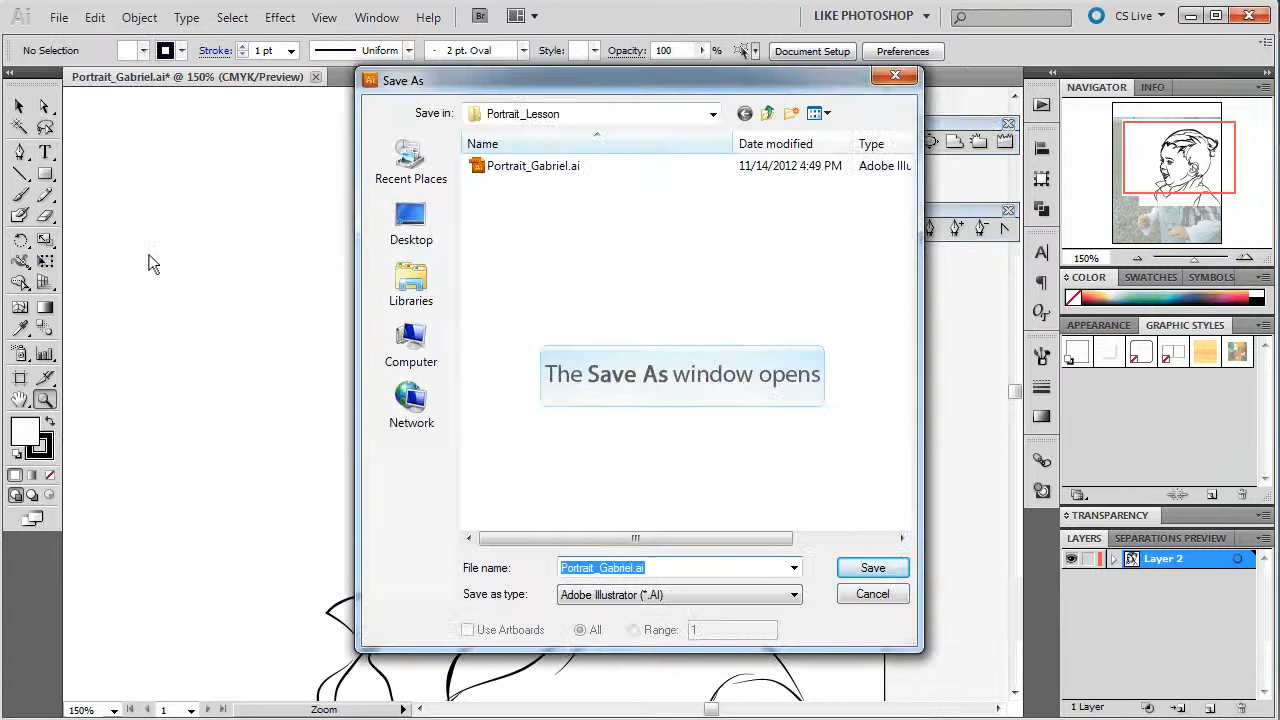 Ai File Edit Object Type Select Effect View Window Help Br LIKE PHOTOSHOP CS Live
No Selection Stroke: 1 pt Uniform 2 pt. Oval Style: Opacity: 100 % Document Setup Preferences
Portrait_Gabriel.ai* @ 150% (CMYK/Preview)
Ai Save As
Save in: Portrait_Lesson
Name Date modified Type
Portrait_Gabriel.ai 11/14/2012 4:49 PM Adobe Illu
Recent Places
Desktop
Libraries
Computer
Network
The Save As window opens
File name: Portrait_Gabriel.ai Save
Save as type: Adobe Illustrator (*.AI) Cancel
Use Artboards All Range: 1
NAVIGATOR INFO
150%
COLOR SWATCHES SYMBOLS
APPEARANCE GRAPHIC STYLES
TRANSPARENCY
LAYERS SEPARATIONS PREVIEW
Layer 2
1 Layer
150% 1 Zoom